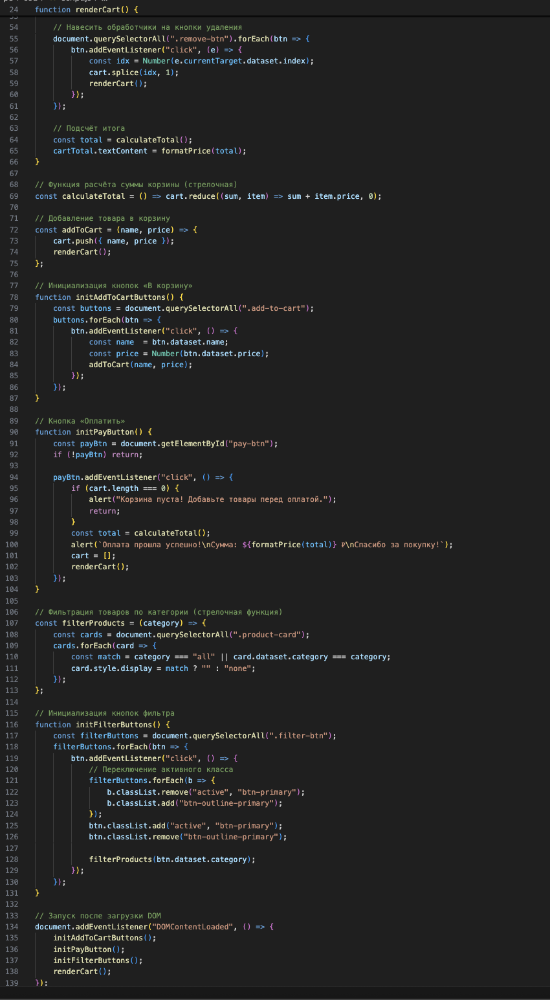 24 function renderCart() {
54 // Навесить обработчики на кнопки удаления
55 document.querySelectorAll(".remove-btn").forEach(btn => {
56 btn.addEventListener("click", (e) => {
57 const idx = Number(e.currentTarget.dataset.index);
58 cart.splice(idx, 1);
59 renderCart();
60 });
61 });
62
63 // Подсчёт итога
64 const total = calculateTotal();
65 cartTotal.textContent = formatPrice(total);
66 }
67
68 // Функция расчёта суммы корзины (стрелочная)
69 const calculateTotal = () => cart.reduce((sum, item) => sum + item.price, 0);
70
71 // Добавление товара в корзину
72 const addToCart = (name, price) => {
73 cart.push({ name, price });
74 renderCart();
75 };
76
77 // Инициализация кнопок «В корзину»
78 function initAddToCartButtons() {
79 const buttons = document.querySelectorAll(".add-to-cart");
80 buttons.forEach(btn => {
81 btn.addEventListener("click", () => {
82 const name  = btn.dataset.name;
83 const price = Number(btn.dataset.price);
84 addToCart(name, price);
85 });
86 });
87 }
88
89 // Кнопка «Оплатить»
90 function initPayButton() {
91 const payBtn = document.getElementById("pay-btn");
92 if (!payBtn) return;
93
94 payBtn.addEventListener("click", () => {
95 if (cart.length === 0) {
96 alert("Корзина пуста! Добавьте товары перед оплатой.");
97 return;
98 }
99 const total = calculateTotal();
100 alert(`Оплата прошла успешно!\nСумма: ${formatPrice(total)} ₽\nСпасибо за покупку!`);
101 cart = [];
102 renderCart();
103 });
104 }
105
106 // Фильтрация товаров по категории (стрелочная функция)
107 const filterProducts = (category) => {
108 const cards = document.querySelectorAll(".product-card");
109 cards.forEach(card => {
110 const match = category === "all" || card.dataset.category === category;
111 card.style.display = match ? "" : "none";
112 });
113 };
114
115 // Инициализация кнопок фильтра
116 function initFilterButtons() {
117 const filterButtons = document.querySelectorAll(".filter-btn");
118 filterButtons.forEach(btn => {
119 btn.addEventListener("click", () => {
120 // Переключение активного класса
121 filterButtons.forEach(b => {
122 b.classList.remove("active", "btn-primary");
123 b.classList.add("btn-outline-primary");
124 });
125 btn.classList.add("active", "btn-primary");
126 btn.classList.remove("btn-outline-primary");
127
128 filterProducts(btn.dataset.category);
129 });
130 });
131 }
132
133 // Запуск после загрузки DOM
134 document.addEventListener("DOMContentLoaded", () => {
135 initAddToCartButtons();
136 initPayButton();
137 initFilterButtons();
138 renderCart();
139 });